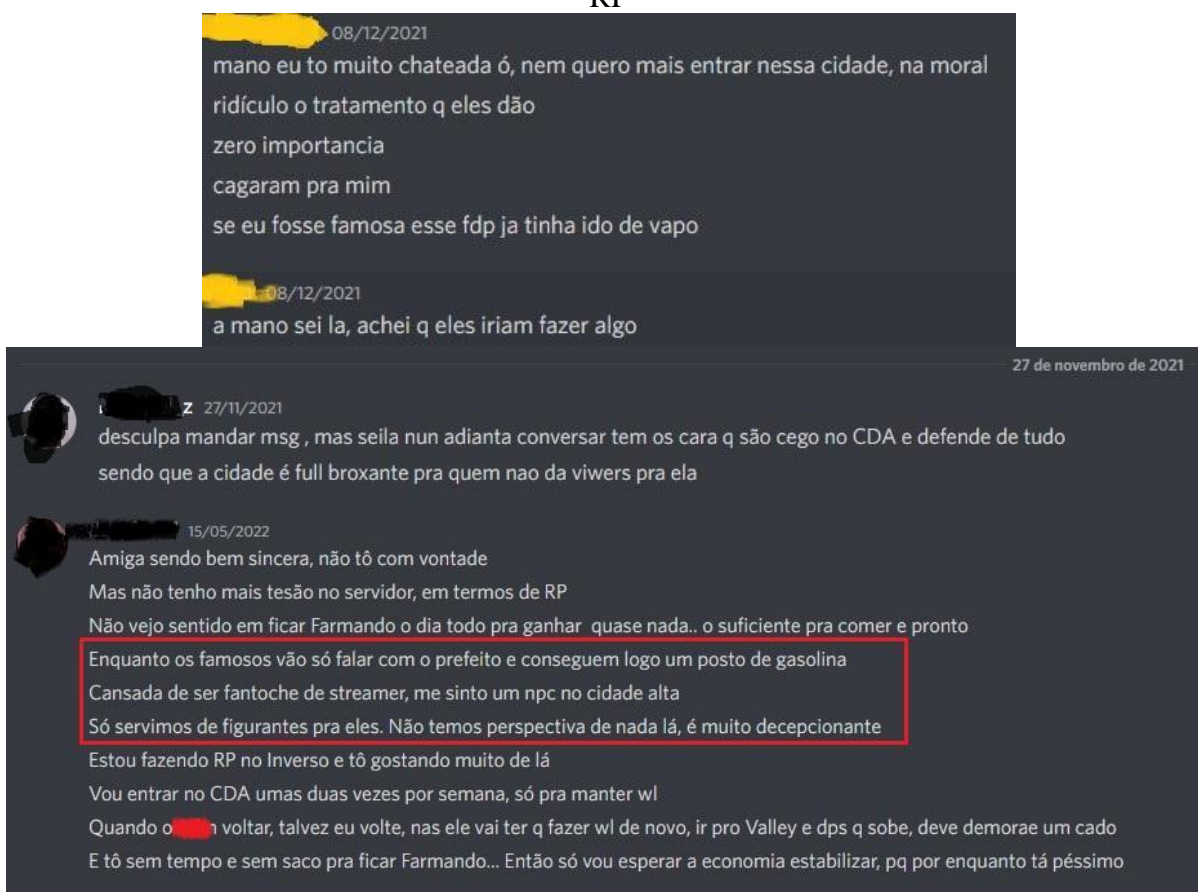 RP
08/12/2021
mano eu to muito chateada ó, nem quero mais entrar nessa cidade, na moral
ridículo o tratamento q eles dão
zero importancia
cagaram pra mim
se eu fosse famosa esse fdp ja tinha ido de vapo
08/12/2021
a mano sei la, achei q eles iriam fazer algo
27 de novembro de 2021
z 27/11/2021
desculpa mandar msg , mas seila nun adianta conversar tem os cara q são cego no CDA e defende de tudo
sendo que a cidade é full broxante pra quem nao da viwers pra ela
15/05/2022
Amiga sendo bem sincera, não tô com vontade
Mas não tenho mais tesão no servidor, em termos de RP
Não vejo sentido em ficar Farmando o dia todo pra ganhar quase nada.. o suficiente pra comer e pronto
Enquanto os famosos vão só falar com o prefeito e conseguem logo um posto de gasolina
Cansada de ser fantoche de streamer, me sinto um npc no cidade alta
Só servimos de figurantes pra eles. Não temos perspectiva de nada lá, é muito decepcionante
Estou fazendo RP no Inverso e tô gostando muito de lá
Vou entrar no CDA umas duas vezes por semana, só pra manter wl
Quando o voltar, talvez eu volte, nas ele vai ter q fazer wl de novo, ir pro Valley e dps q sobe, deve demorae um cado
E tô sem tempo e sem saco pra ficar Farmando... Então só vou esperar a economia estabilizar, pq por enquanto tá péssimo